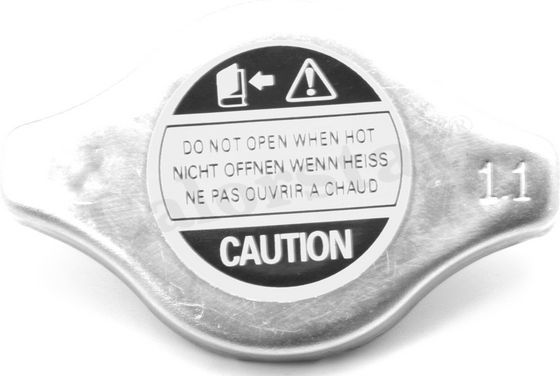 DO NOT OPEN WHEN HOT
NICHT OFFNEN WENN HEISS
NE PAS OUVRIR A CHAUD
CAUTION
1.1